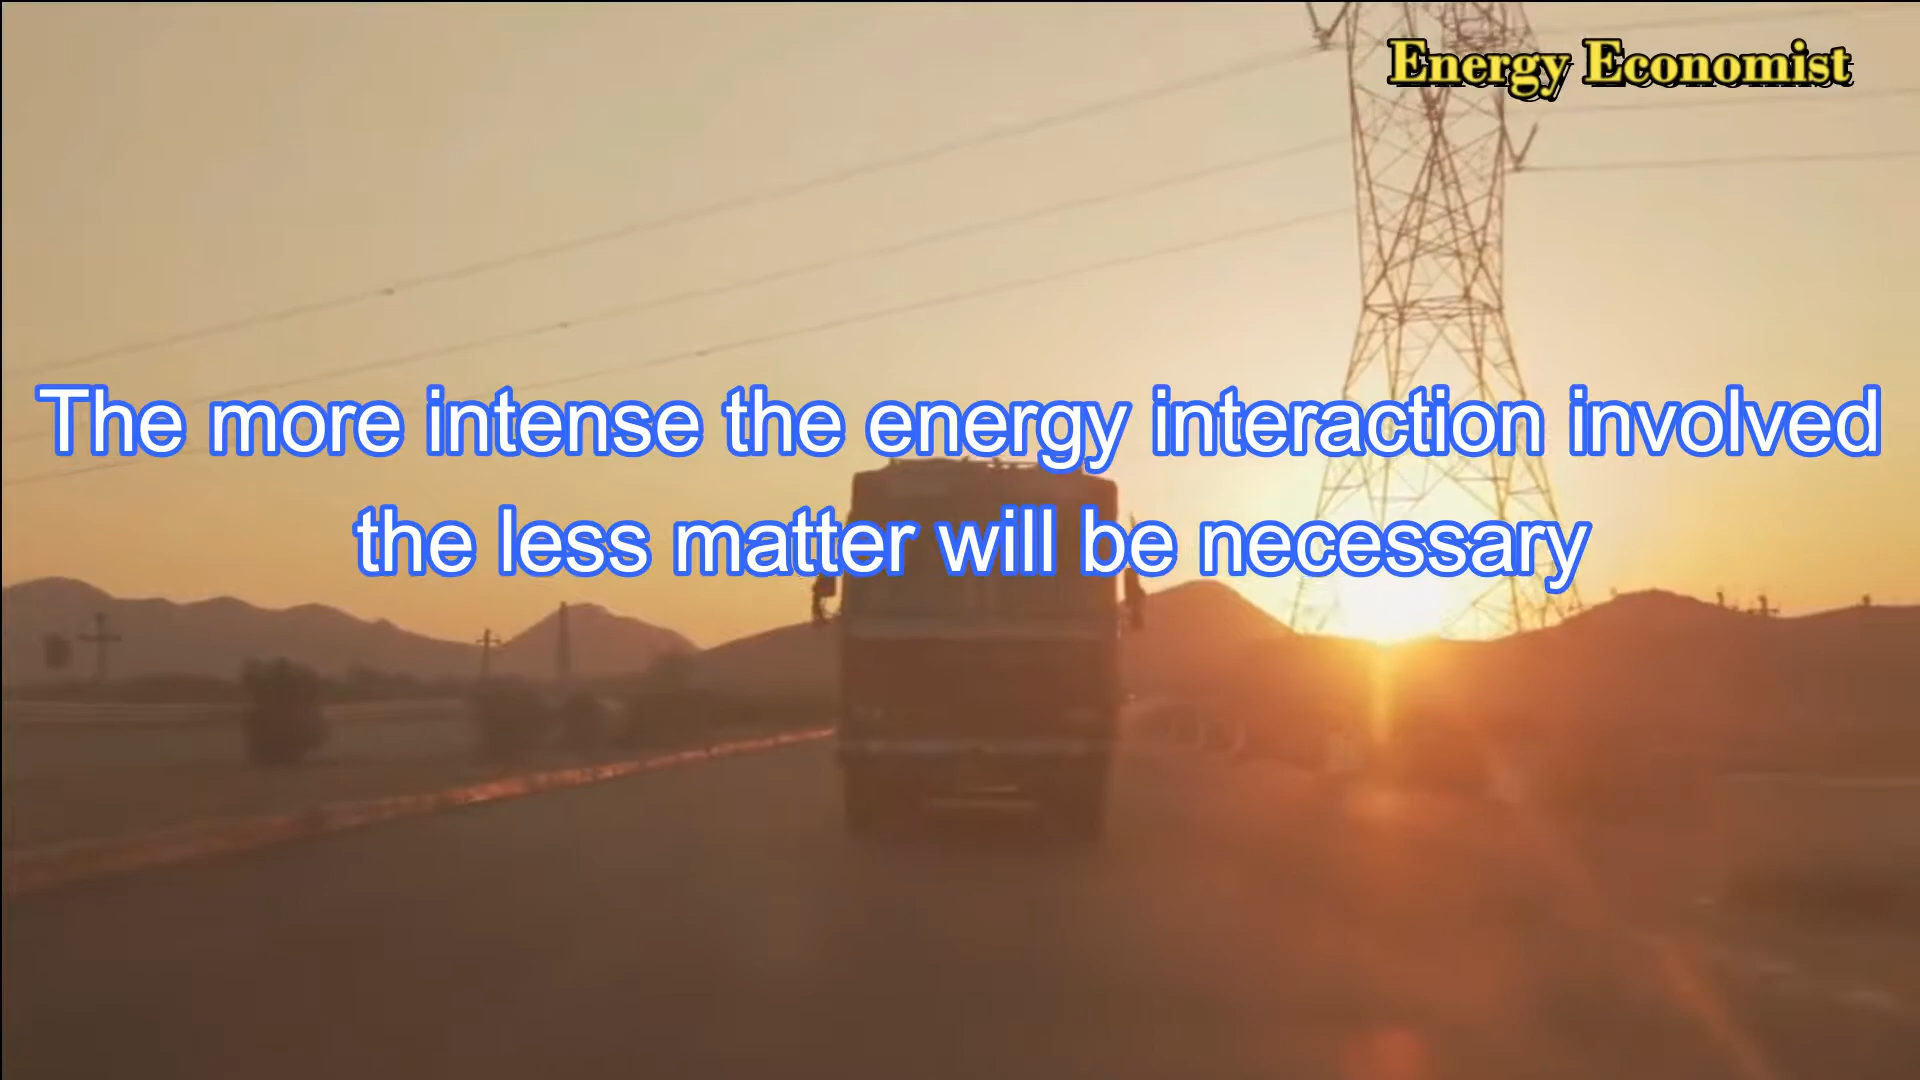 Energy Economist
The more intense the energy interaction involved
the less matter will be necessary